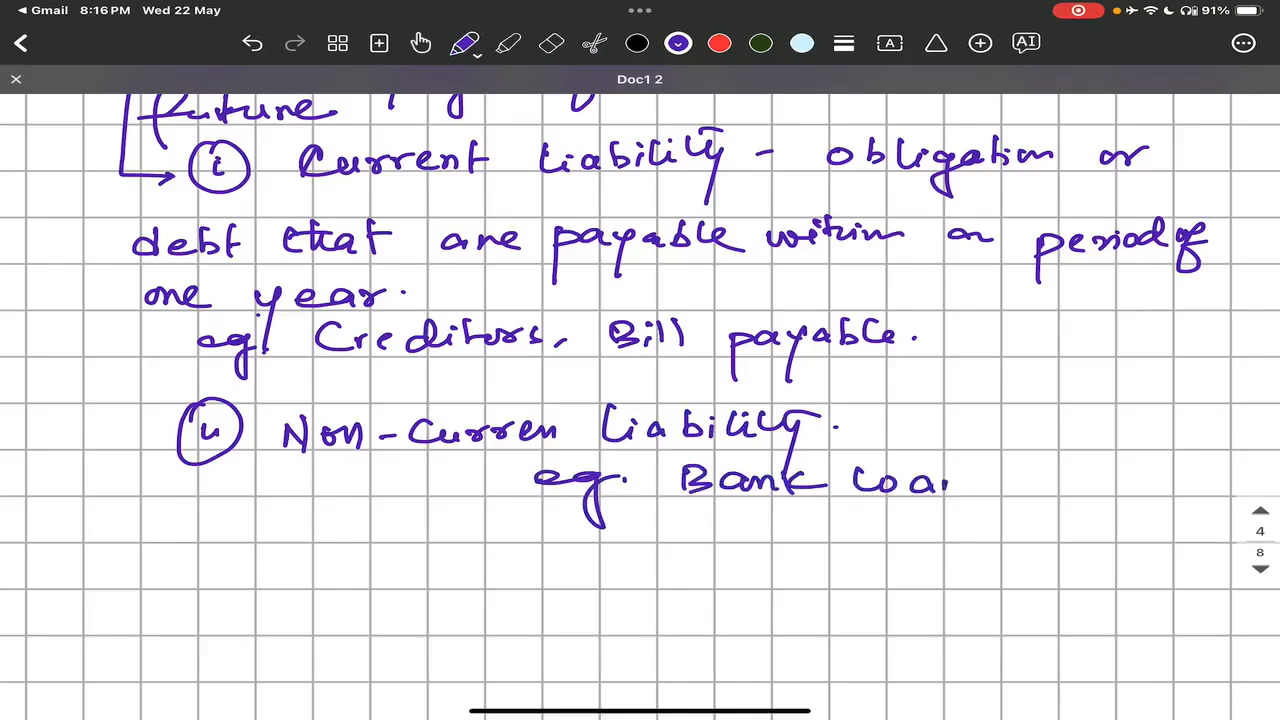 Gmail 8:16 PM Wed 22 May 91%
A AI
Doc1 2
future
i Current liability - obligation or
debt that are payable within a period of
one year.
eg. Creditors, Bill payable.
ii Non-Curren liability.
eg. Bank loa
4
8